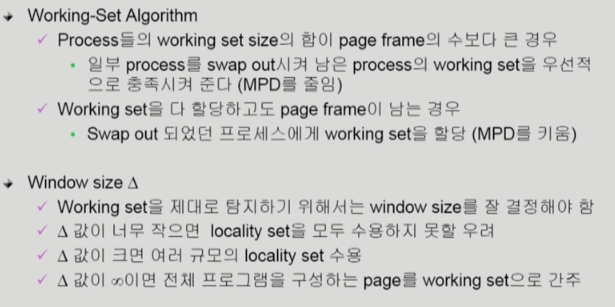 Working-Set Algorithm
Process들의 working set size의 합이 page frame의 수보다 큰 경우
일부 process를 swap out시켜 남은 process의 working set을 우선적
으로 충족시켜 준다 (MPD를 줄임)
Working set을 다 할당하고도 page frame이 남는 경우
Swap out 되었던 프로세스에게 working set을 할당 (MPD를 키움)
Window size Δ
Working set을 제대로 탐지하기 위해서는 window size를 잘 결정해야 함
Δ 값이 너무 작으면 locality set을 모두 수용하지 못할 우려
Δ 값이 크면 여러 규모의 locality set 수용
Δ 값이 ∞이면 전체 프로그램을 구성하는 page를 working set으로 간주